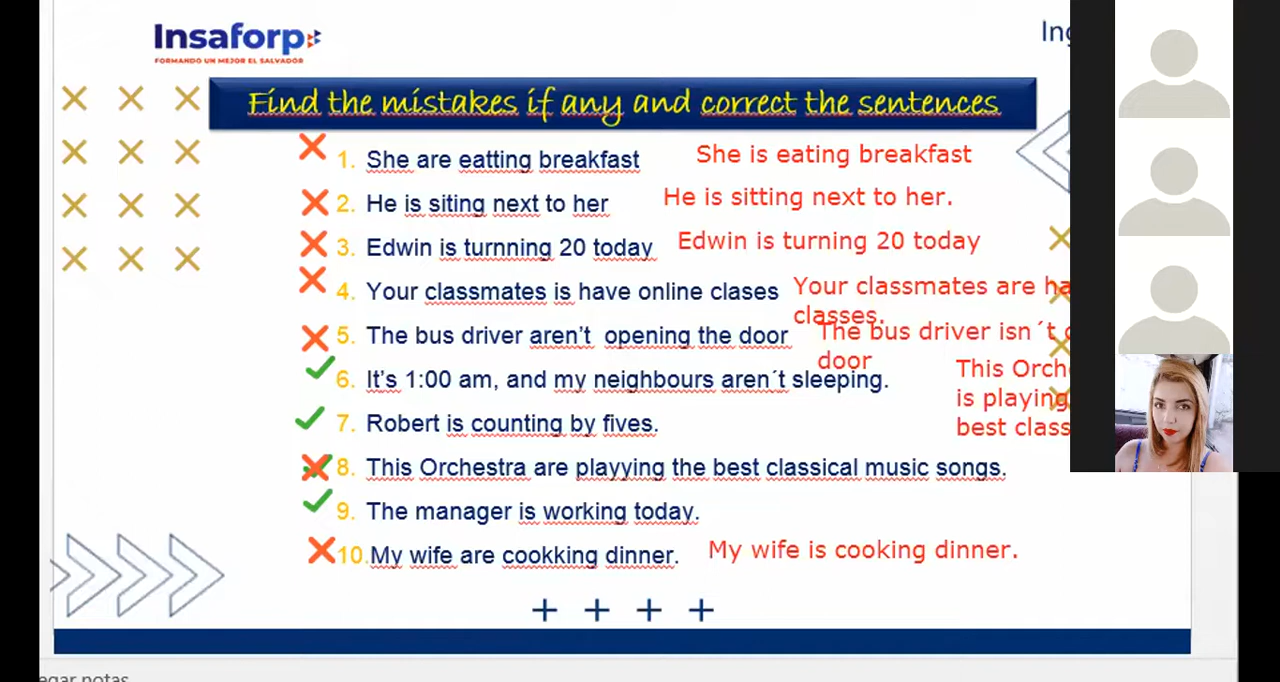 Insaforp
FORMANDO UN MEJOR EL SALVADOR
Find the mistakes if any and correct the sentences
1. She are eatting breakfast
She is eating breakfast
2. He is siting next to her
He is sitting next to her.
3. Edwin is turnning 20 today
Edwin is turning 20 today
4. Your classmates is have online clases
Your classmates are
classes.
5. The bus driver aren't opening the door
The bus driver isn´t
door
6. It's 1:00 am, and my neighbours aren´t sleeping.
7. Robert is counting by fives.
This
is playing
best
8. This Orchestra are playying the best classical music songs.
9. The manager is working today.
10. My wife are cookking dinner.
My wife is cooking dinner.
notas